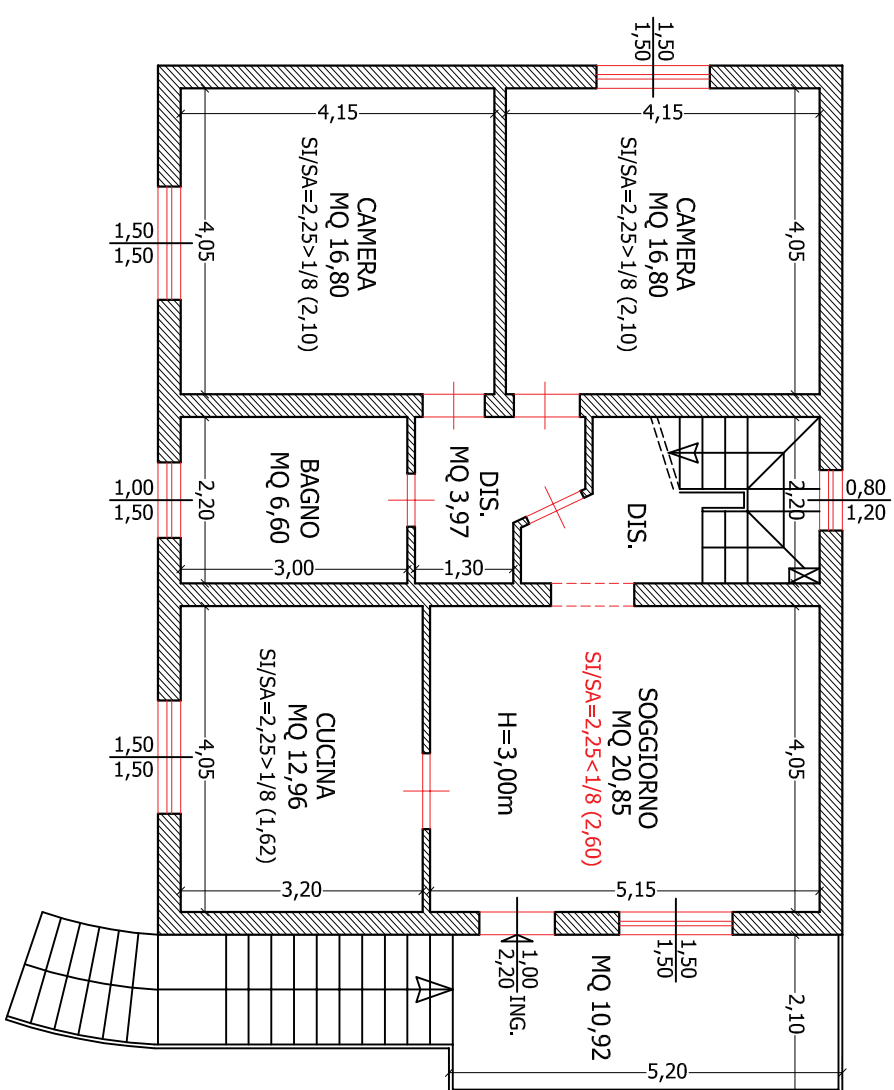 1,50
1,50
4,15
4,05
CAMERA
MQ 16,80
SI/SA=2,25>1/8 (2,10)
1,50
1,50
4,15
4,05
CAMERA
MQ 16,80
SI/SA=2,25>1/8 (2,10)
1,00
1,50
2,20
BAGNO
MQ 6,60
3,00
DIS.
MQ 3,97
1,30
DIS.
2,20
0,80
1,20
1,50
1,50
4,05
CUCINA
MQ 12,96
SI/SA=2,25>1/8 (1,62)
3,20
SOGGIORNO
MQ 20,85
SI/SA=2,25<1/8 (2,60)
H=3,00m
4,05
5,15
1,00
2,20
ING.
1,50
1,50
MQ 10,92
2,10
5,20